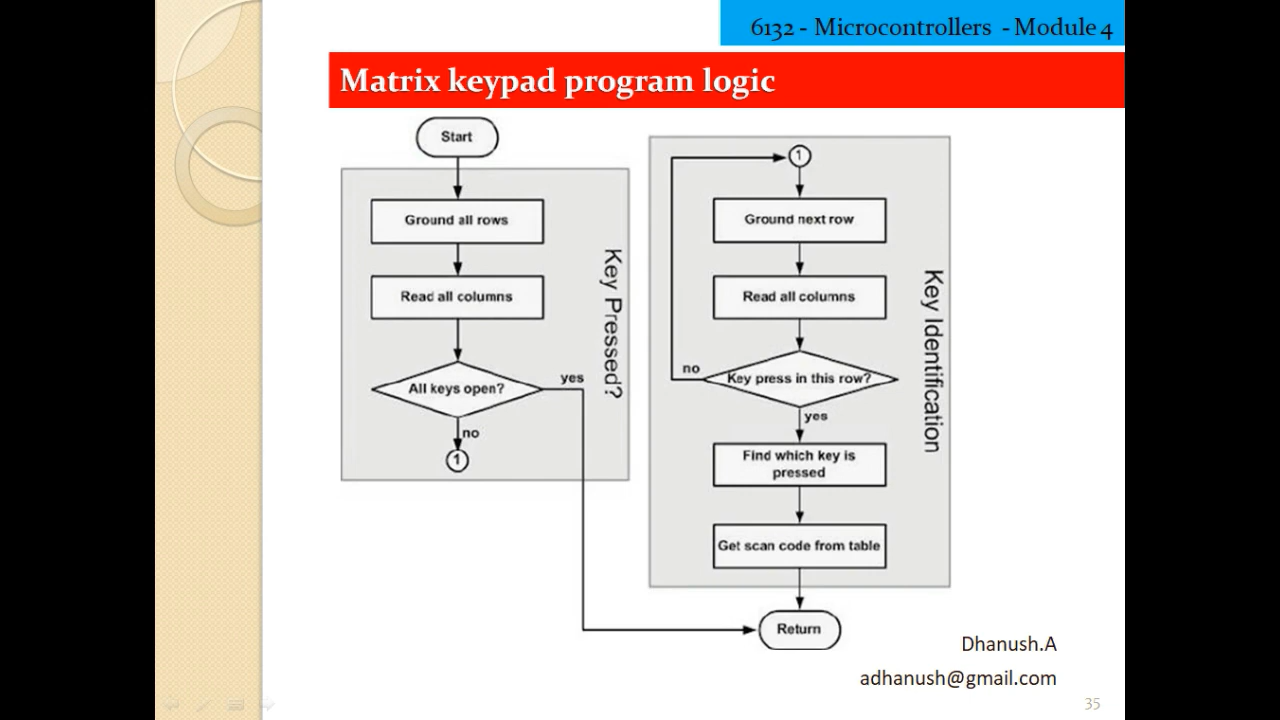 6132 - Microcontrollers - Module 4
Matrix keypad program logic
Start
Ground all rows
Read all columns
All keys open?
yes
no
1
Key Pressed?
1
Ground next row
Read all columns
Key press in this row?
no
yes
Find which key is
pressed
Get scan code from table
Key Identification
Return
Dhanush.A
adhanush@gmail.com
35